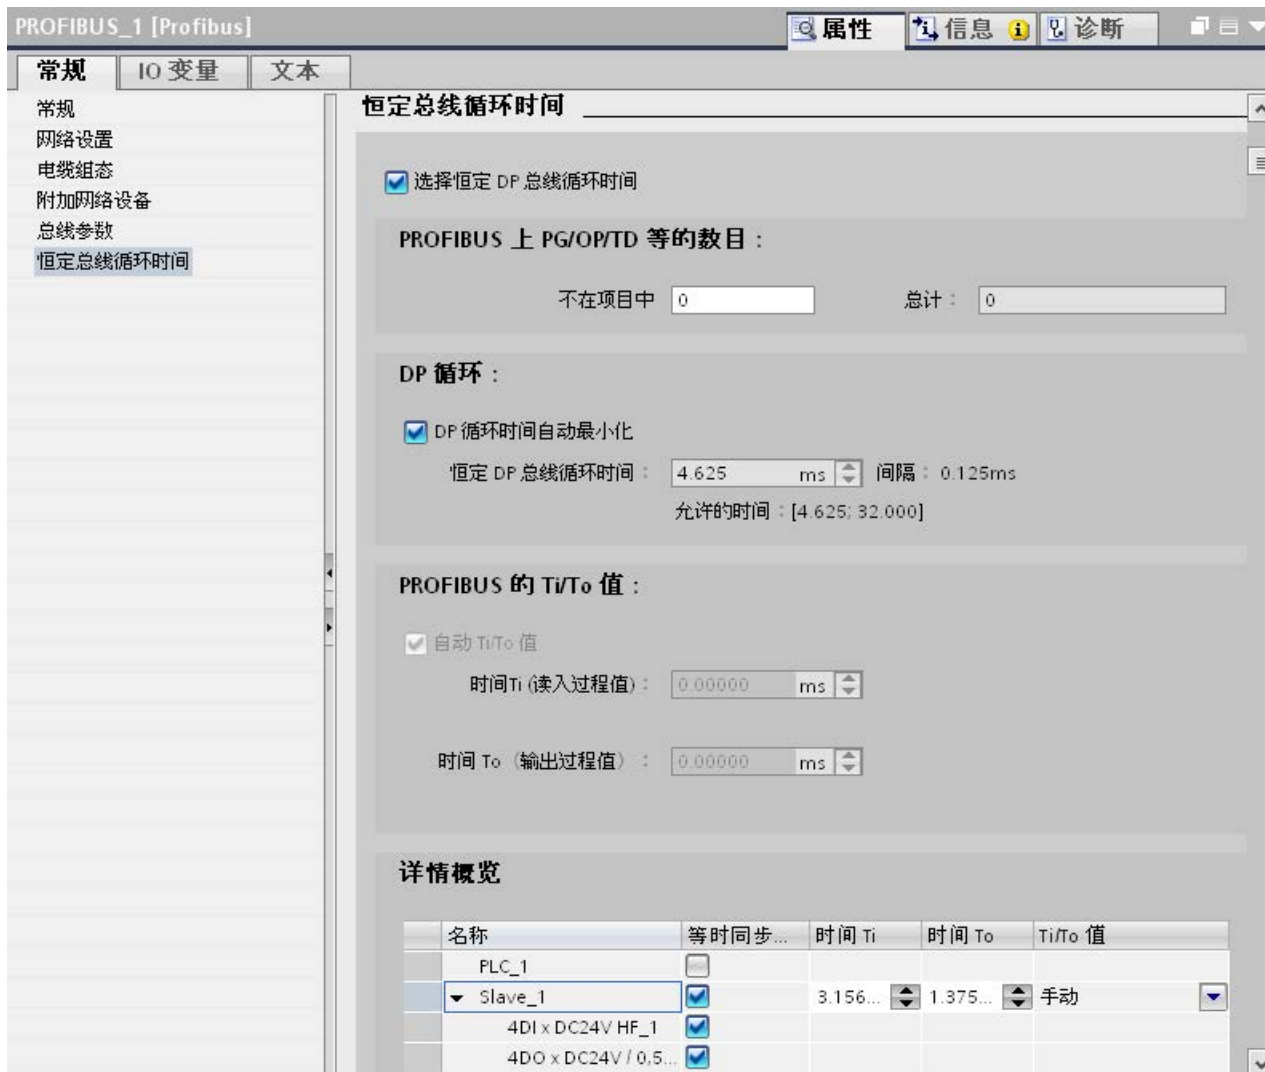 PROFIBUS_1 [Profibus] 属性 信息 诊断
常规 IO 变量 文本
常规
网络设置
电缆组态
附加网络设备
总线参数
恒定总线循环时间
恒定总线循环时间
选择恒定 DP 总线循环时间
PROFIBUS 上 PG/OP/TD 等的数目：
不在项目中 0 总计： 0
DP 循环：
DP 循环时间自动最小化
恒定 DP 总线循环时间： 4.625 ms 间隔：0.125ms
允许的时间：[4.625; 32.000]
PROFIBUS 的 Ti/To 值：
自动 Ti/To 值
时间Ti (读入过程值)： 0.00000 ms
时间 To（输出过程值）： 0.00000 ms
详情概览
名称 等时同步... 时间 Ti 时间 To Ti/To 值
PLC_1
Slave_1 3.156... 1.375... 手动
4DI x DC24V HF_1
4DO x DC24V / 0,5...